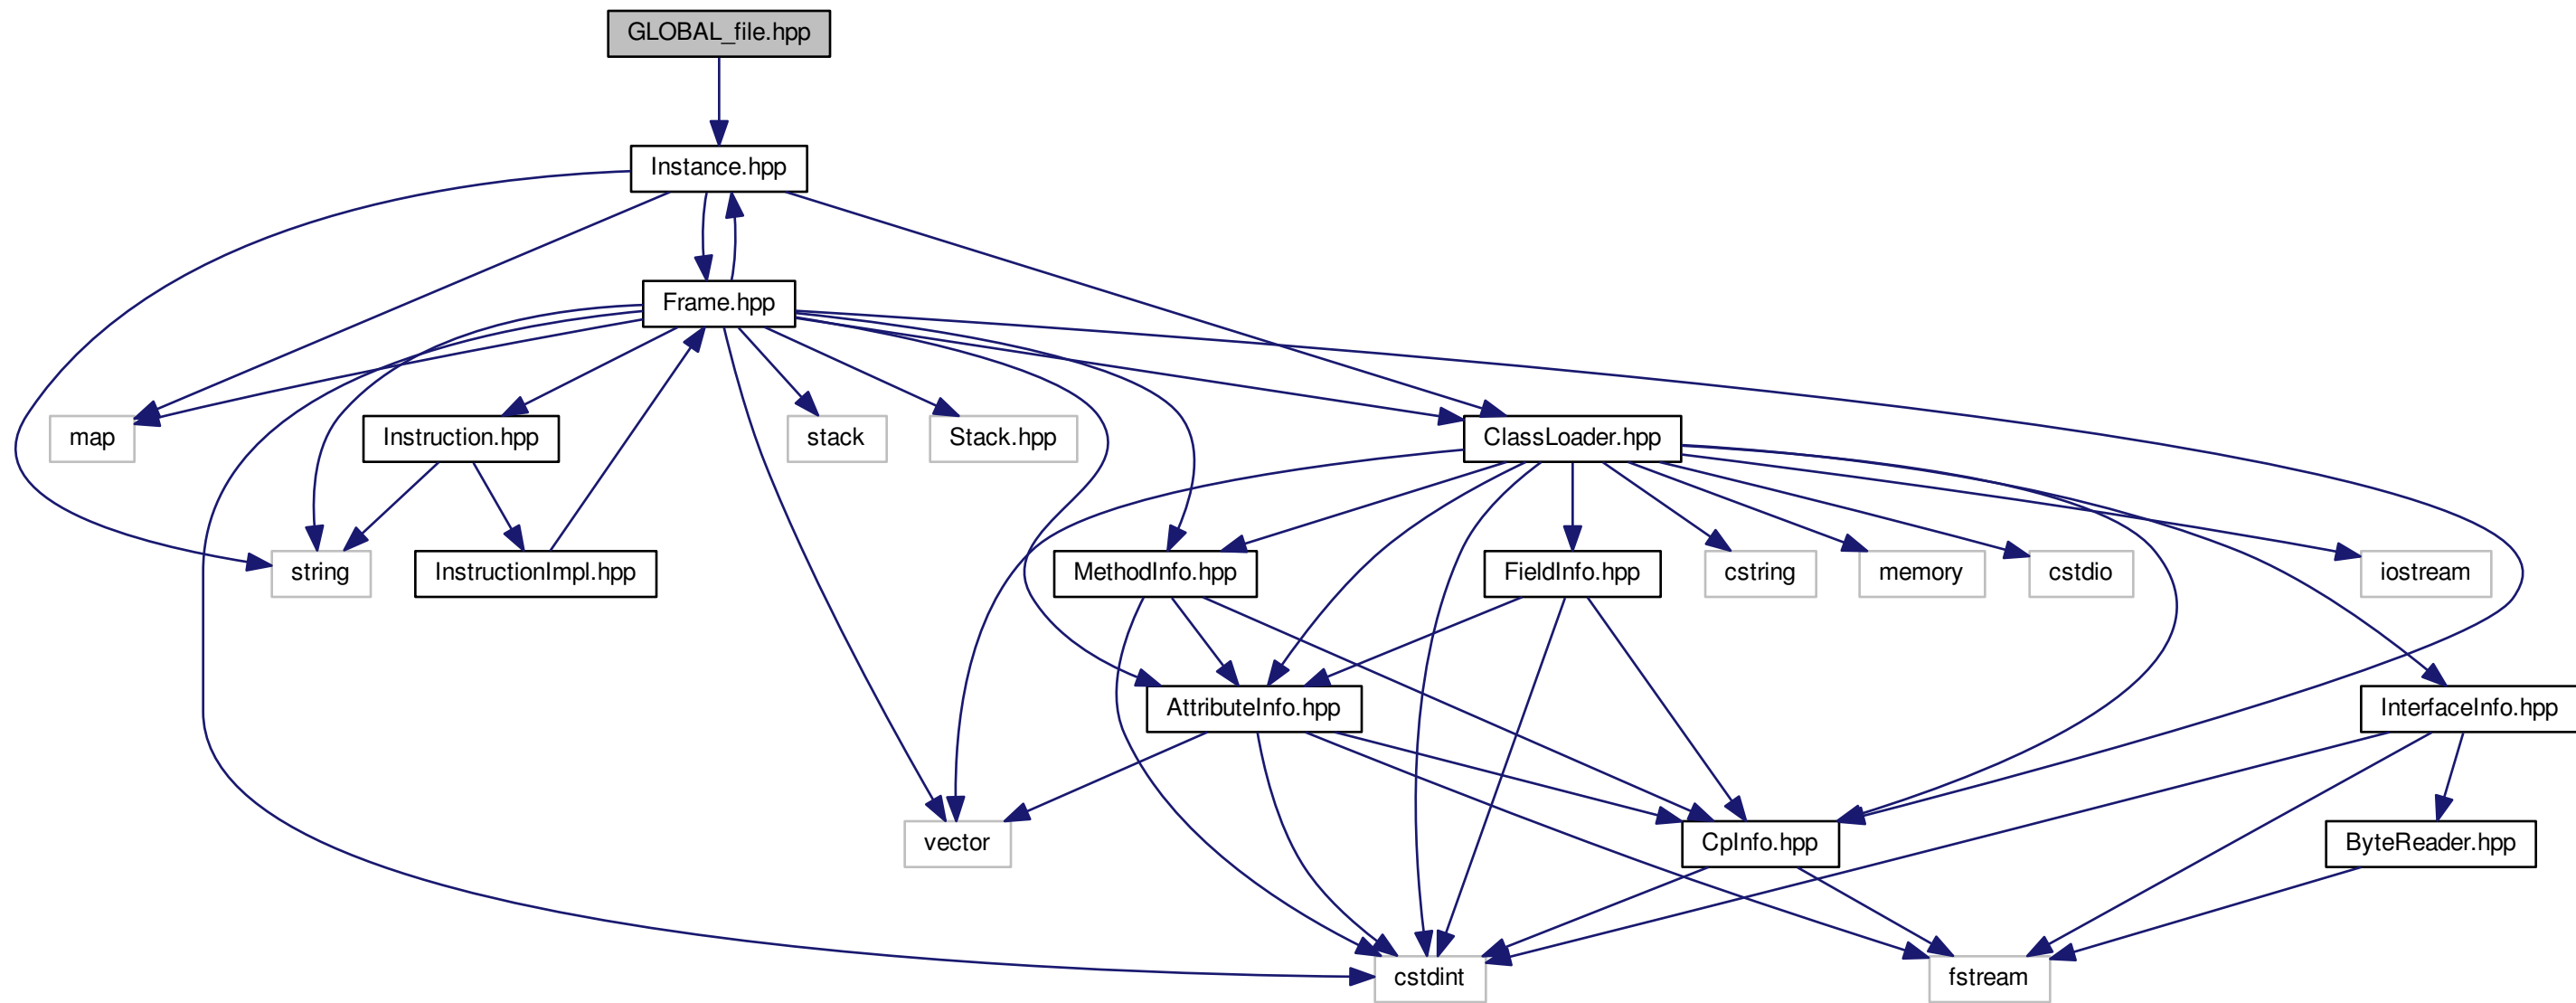 GLOBAL_file.hpp
Instance.hpp
Frame.hpp
map
Instruction.hpp
stack
Stack.hpp
ClassLoader.hpp
string
InstructionImpl.hpp
MethodInfo.hpp
FieldInfo.hpp
cstring
memory
cstdio
iostream
AttributeInfo.hpp
InterfaceInfo.hpp
vector
CpInfo.hpp
ByteReader.hpp
cstdint
fstream